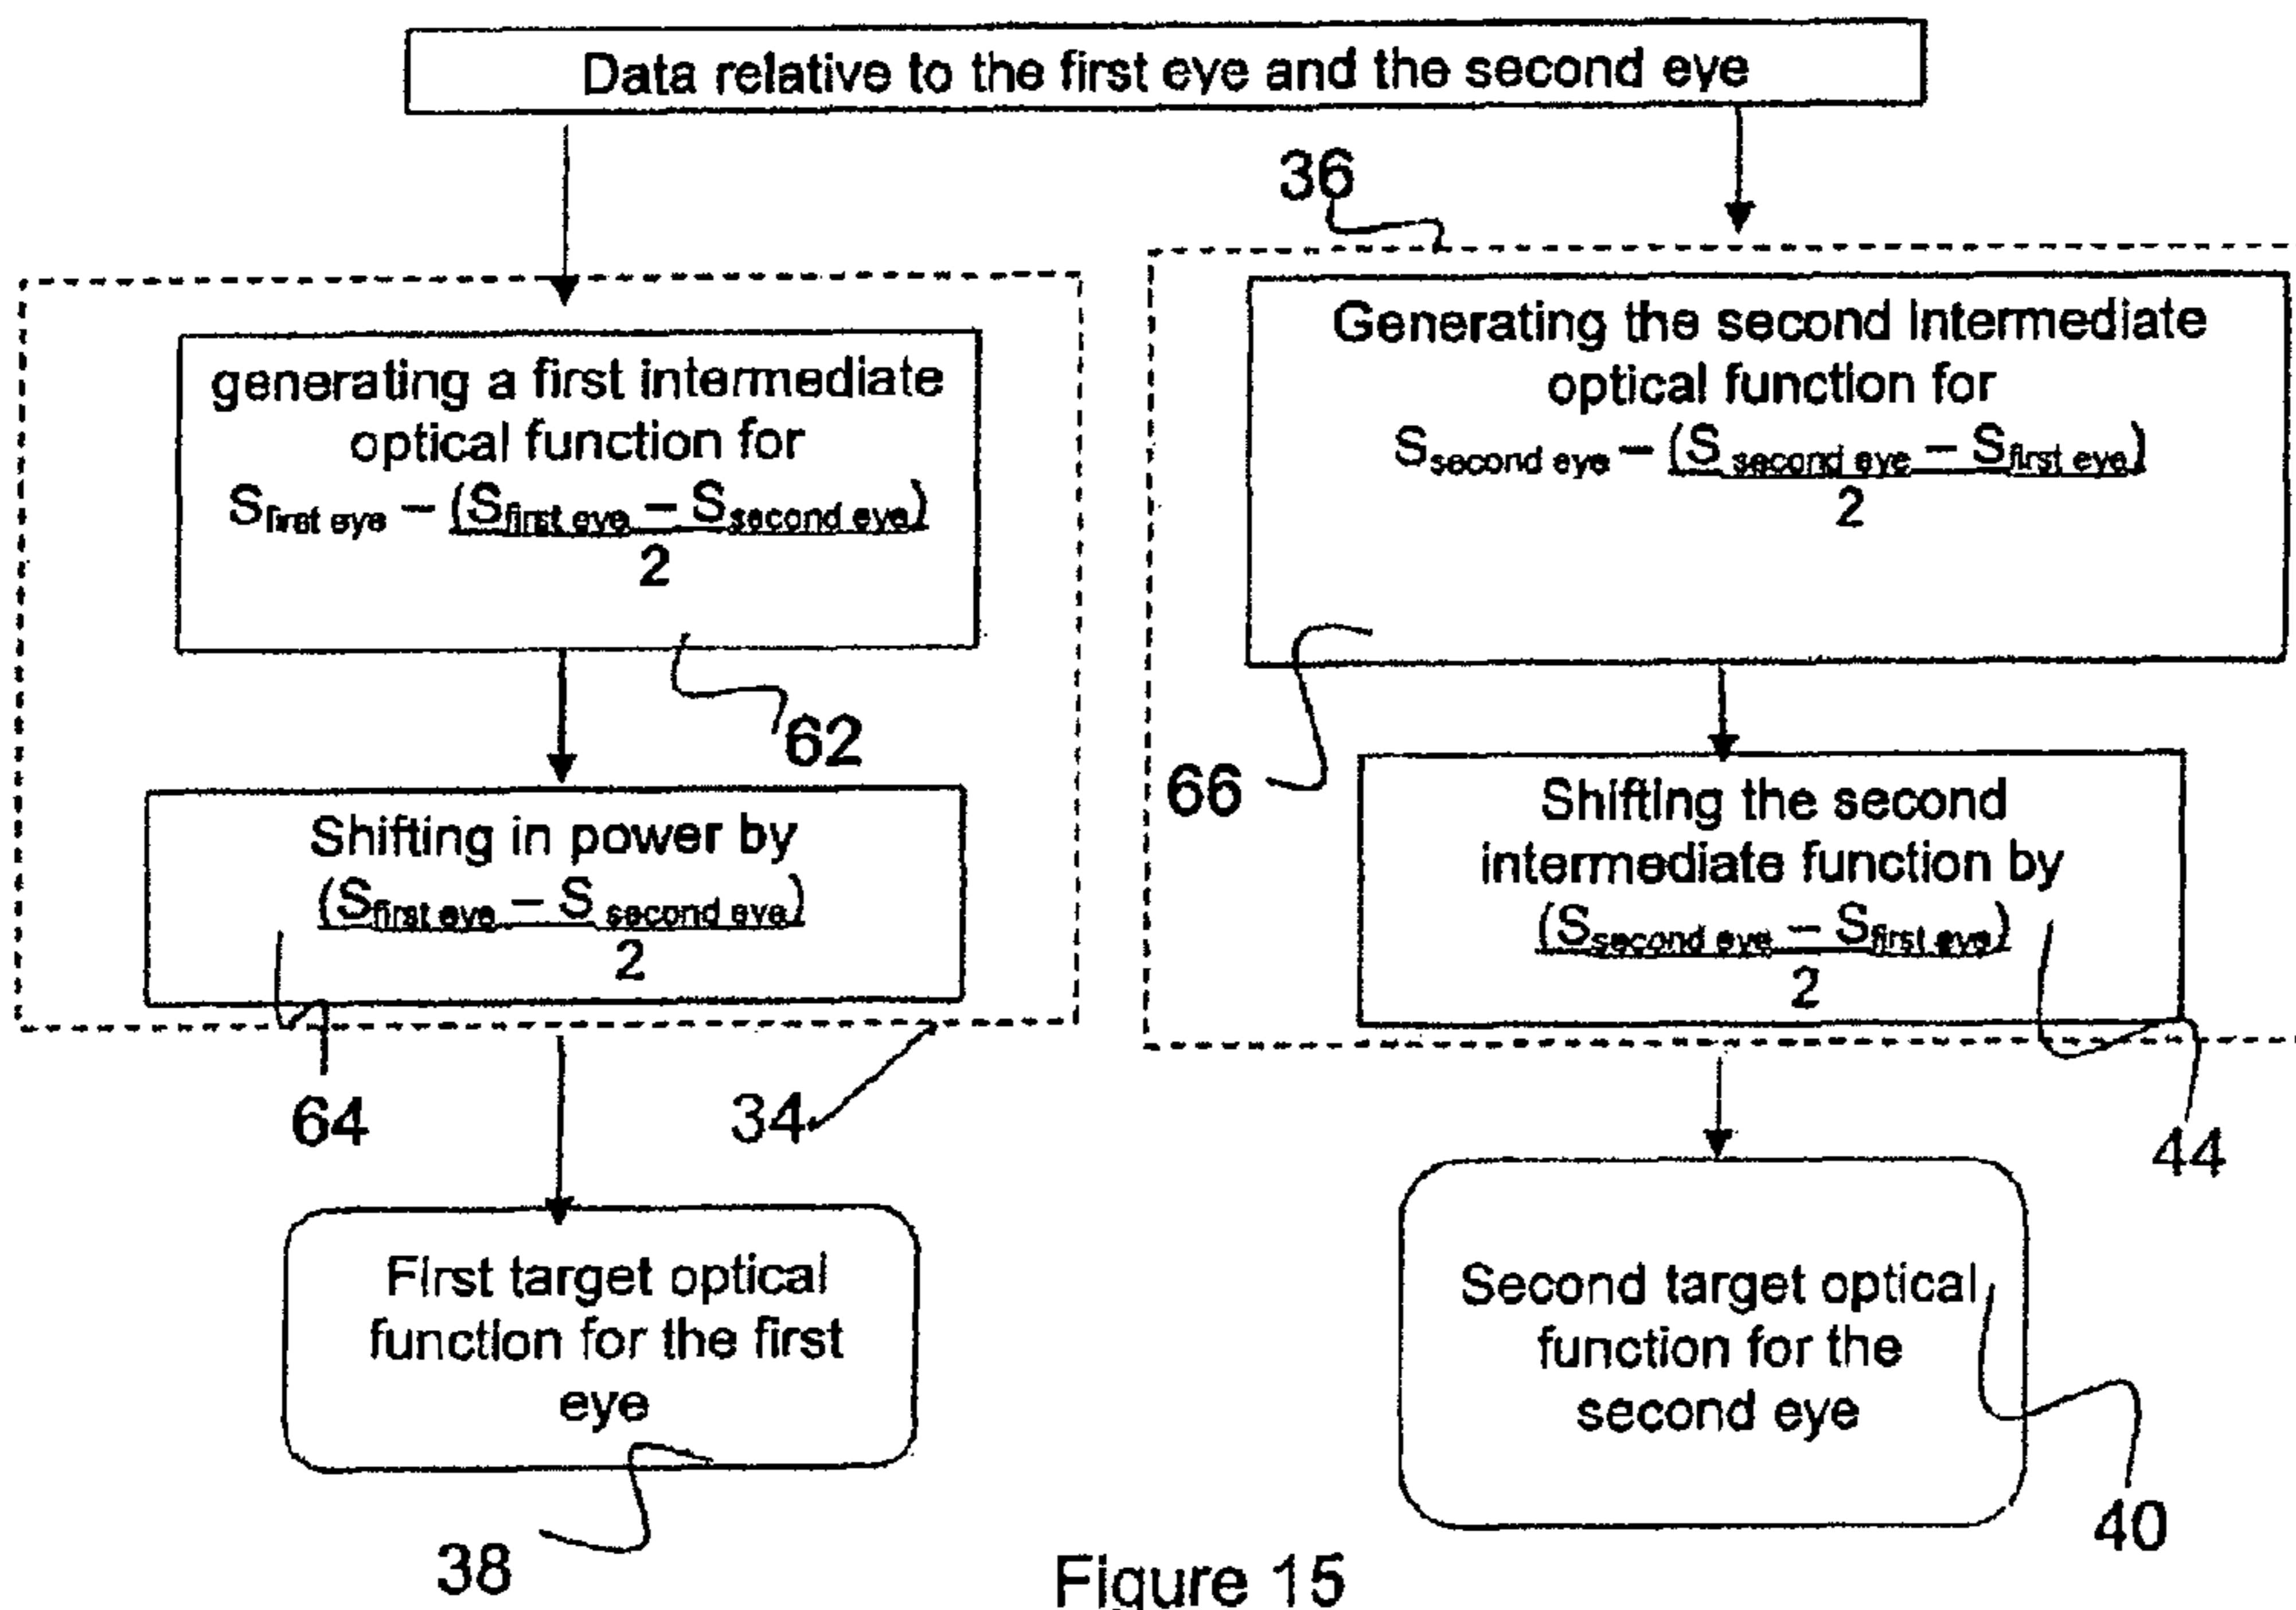 Data relative to the first eye and the second eye
36
generating a first intermediate
optical function for
S first eye – (S first eye – S second eye)
2
62
Shifting in power by
(S first eye – S second eye)
2
64
34
First target optical
function for the first
eye
38
Generating the second intermediate
optical function for
S second eye – (S second eye – S first eye)
2
66
Shifting the second
intermediate function by
(S second eye – S first eye)
2
44
Second target optical
function for the
second eye
40
Figure 15